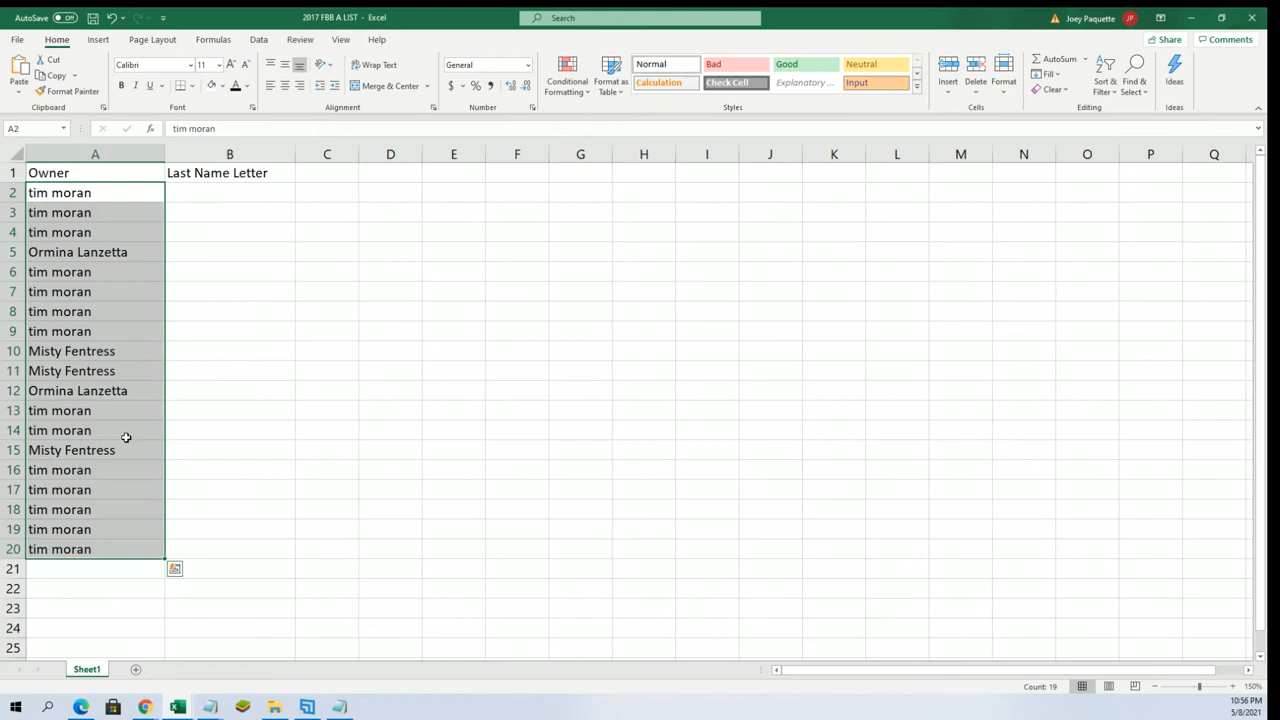 AutoSave Off 2017 FBB A LIST - Excel Search Joey Paquette JP
File Home Insert Page Layout Formulas Data Review View Help Share Comments
Paste Cut Copy Format Painter Clipboard
Calibri 11 A A B I U A Font
Wrap Text Merge & Center Alignment
General $ % 9 Number
Conditional Formatting Format as Table
Normal Bad Good Neutral
Calculation Check Cell Explanatory ... Input
Styles
Insert Delete Format Cells
AutoSum Fill Clear Sort & Filter Find & Select Editing
Ideas Ideas
A2 fx tim moran
A B C D E F G H I J K L M N O P Q
1 Owner Last Name Letter
2 tim moran
3 tim moran
4 tim moran
5 Ormina Lanzetta
6 tim moran
7 tim moran
8 tim moran
9 tim moran
10 Misty Fentress
11 Misty Fentress
12 Ormina Lanzetta
13 tim moran
14 tim moran
15 Misty Fentress
16 tim moran
17 tim moran
18 tim moran
19 tim moran
20 tim moran
21
22
23
24
25
Sheet1
Count: 19 150%
10:56 PM
5/8/2021